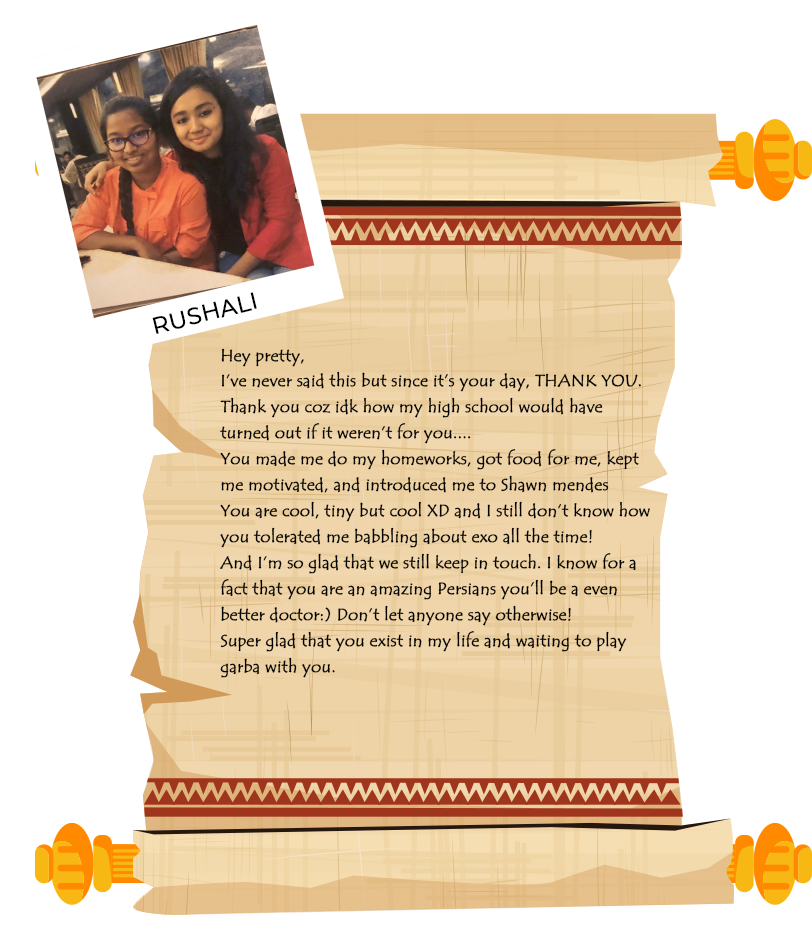 RUSHALI
Hey pretty,
I've never said this but since it's your day, THANK YOU.
Thank you coz idk how my high school would have
turned out if it weren't for you....
You made me do my homeworks, got food for me, kept
me motivated, and introduced me to Shawn mendes
You are cool, tiny but cool XD and I still don't know how
you tolerated me babbling about exo all the time!
And I'm so glad that we still keep in touch. I know for a
fact that you are an amazing Persians you'll be a even
better doctor:) Don't let anyone say otherwise!
Super glad that you exist in my life and waiting to play
garba with you.